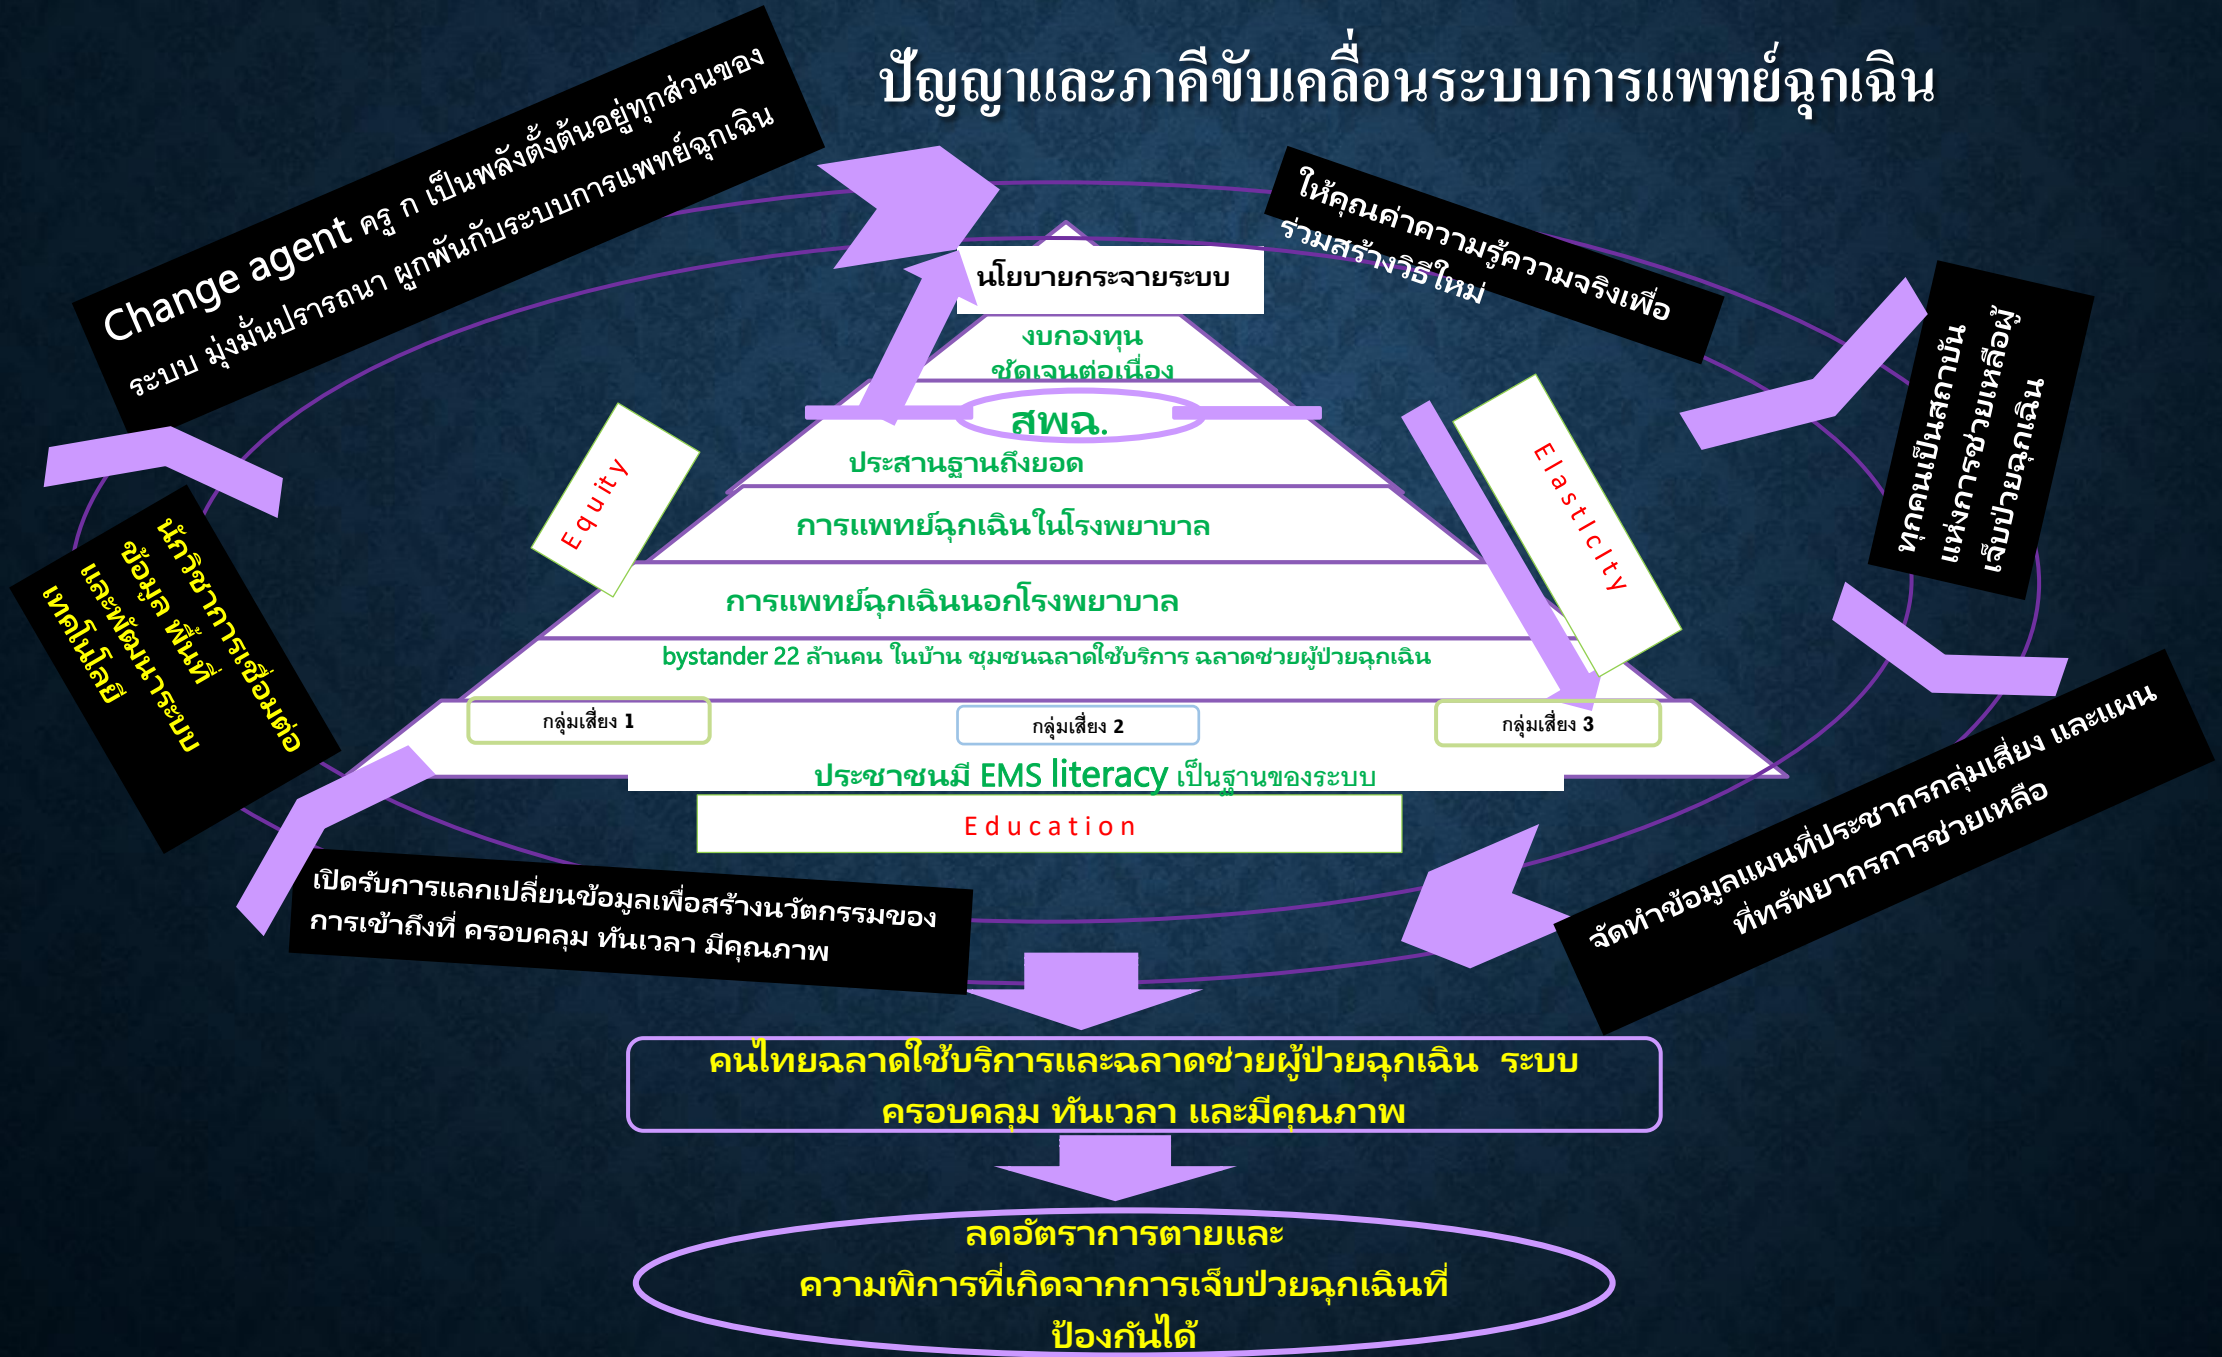 ปัญญาและภาคีขับเคลื่อนระบบการแพทย์ฉุกเฉิน
Change agent ครู ก เป็นพลังตั้งต้นอยู่ทุกส่วนของ
ระบบ มุ่งมั่นปรารถนา ผูกพันกับระบบการแพทย์ฉุกเฉิน
ให้คุณค่าความรู้ความจริงเพื่อ
ร่วมสร้างวิธีใหม่
ทุกคนเป็นสถาบัน
แห่งการช่วยเหลือผู้
เจ็บป่วยฉุกเฉิน
นโยบายกระจายระบบ
งบกองทุน
ชัดเจนต่อเนื่อง
สพฉ.
ประสานฐานถึงยอด
Equity
ElastIcIty
การแพทย์ฉุกเฉินในโรงพยาบาล
การแพทย์ฉุกเฉินนอกโรงพยาบาล
bystander 22 ล้านคน ในบ้าน ชุมชนฉลาดใช้บริการ ฉลาดช่วยผู้ป่วยฉุกเฉิน
กลุ่มเสี่ยง 1
กลุ่มเสี่ยง 2
กลุ่มเสี่ยง 3
ประชาชนมี EMS literacy เป็นฐานของระบบ
Education
นักวิชาการเชื่อมต่อ
ข้อมูล พื้นที่
และพัฒนาระบบ
เทคโนโลยี
เปิดรับการแลกเปลี่ยนข้อมูลเพื่อสร้างนวัตกรรมของ
การเข้าถึงที่ ครอบคลุม ทันเวลา มีคุณภาพ
จัดทำข้อมูลแผนที่ประชากรกลุ่มเสี่ยง และแผน
ที่ทรัพยากรการช่วยเหลือ
คนไทยฉลาดใช้บริการและฉลาดช่วยผู้ป่วยฉุกเฉิน ระบบ
ครอบคลุม ทันเวลา และมีคุณภาพ
ลดอัตราการตายและ
ความพิการที่เกิดจากการเจ็บป่วยฉุกเฉินที่
ป้องกันได้